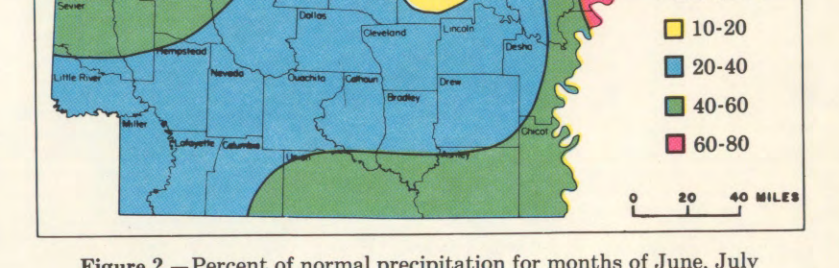 Sevier
Dallas
Cleveland
Lincoln
Desha
Hempstead
Little River
Nevada
Ouachita
Calhoun
Bradley
Drew
Miller
Lafayette
Columbia
Union
Ashley
Chicot
10-20
20-40
40-60
60-80
0 20 40 MILES
Figure 2.—Percent of normal precipitation for months of June, July